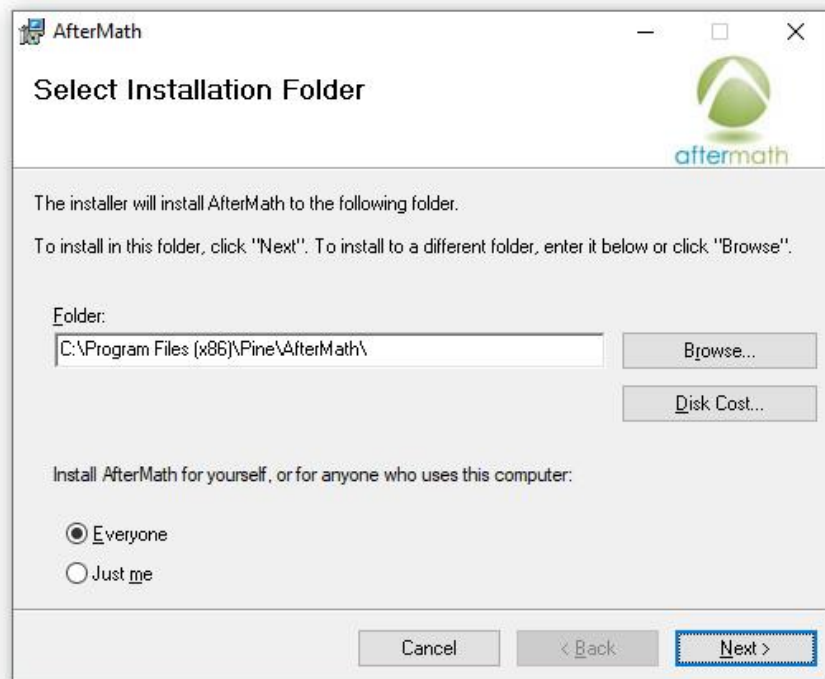 AfterMath
Select Installation Folder
aftermath
The installer will install AfterMath to the following folder.
To install in this folder, click "Next". To install to a different folder, enter it below or click "Browse".
Folder:
C:\Program Files (x86)\Pine\AfterMath\
Browse...
Disk Cost...
Install AfterMath for yourself, or for anyone who uses this computer:
Everyone
Just me
Cancel
< Back
Next >